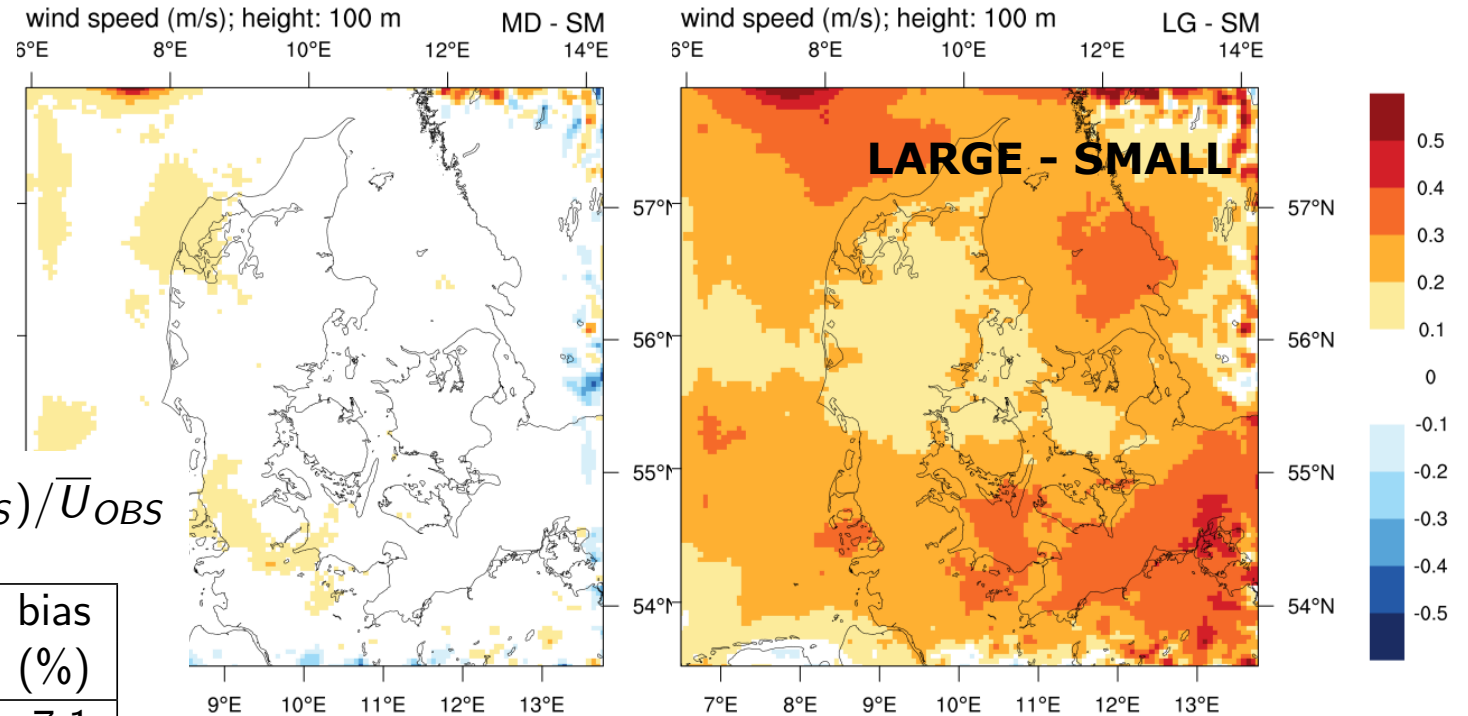 wind speed (m/s); height: 100 m MD - SM
6°E 8°E 10°E 12°E 14°E
wind speed (m/s); height: 100 m LG - SM
6°E 8°E 10°E 12°E 14°E
LARGE – SMALL
57°N
56°N
55°N
54°N
57°N
56°N
55°N
54°N
9°E 10°E 11°E 12°E 13°E
7°E 8°E 9°E 10°E 11°E 12°E 13°E
0.5
0.4
0.3
0.2
0.1
0
-0.1
-0.2
-0.3
-0.4
-0.5
S)/U̅OBS
bias
(%)